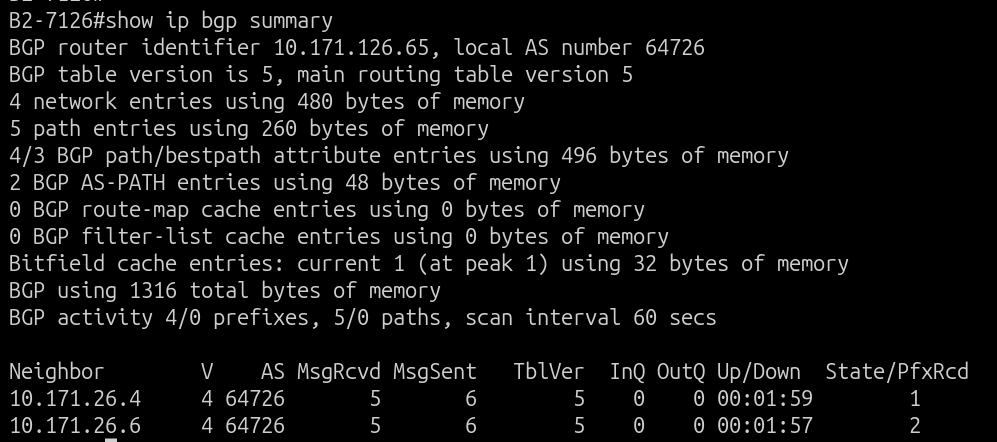 B2-7126#show ip bgp summary
BGP router identifier 10.171.126.65, local AS number 64726
BGP table version is 5, main routing table version 5
4 network entries using 480 bytes of memory
5 path entries using 260 bytes of memory
4/3 BGP path/bestpath attribute entries using 496 bytes of memory
2 BGP AS-PATH entries using 48 bytes of memory
0 BGP route-map cache entries using 0 bytes of memory
0 BGP filter-list cache entries using 0 bytes of memory
Bitfield cache entries: current 1 (at peak 1) using 32 bytes of memory
BGP using 1316 total bytes of memory
BGP activity 4/0 prefixes, 5/0 paths, scan interval 60 secs

Neighbor        V    AS MsgRcvd MsgSent   TblVer  InQ OutQ Up/Down  State/PfxRcd
10.171.26.4     4 64726       5       6        5    0    0 00:01:59        1
10.171.26.6     4 64726       5       6        5    0    0 00:01:57        2